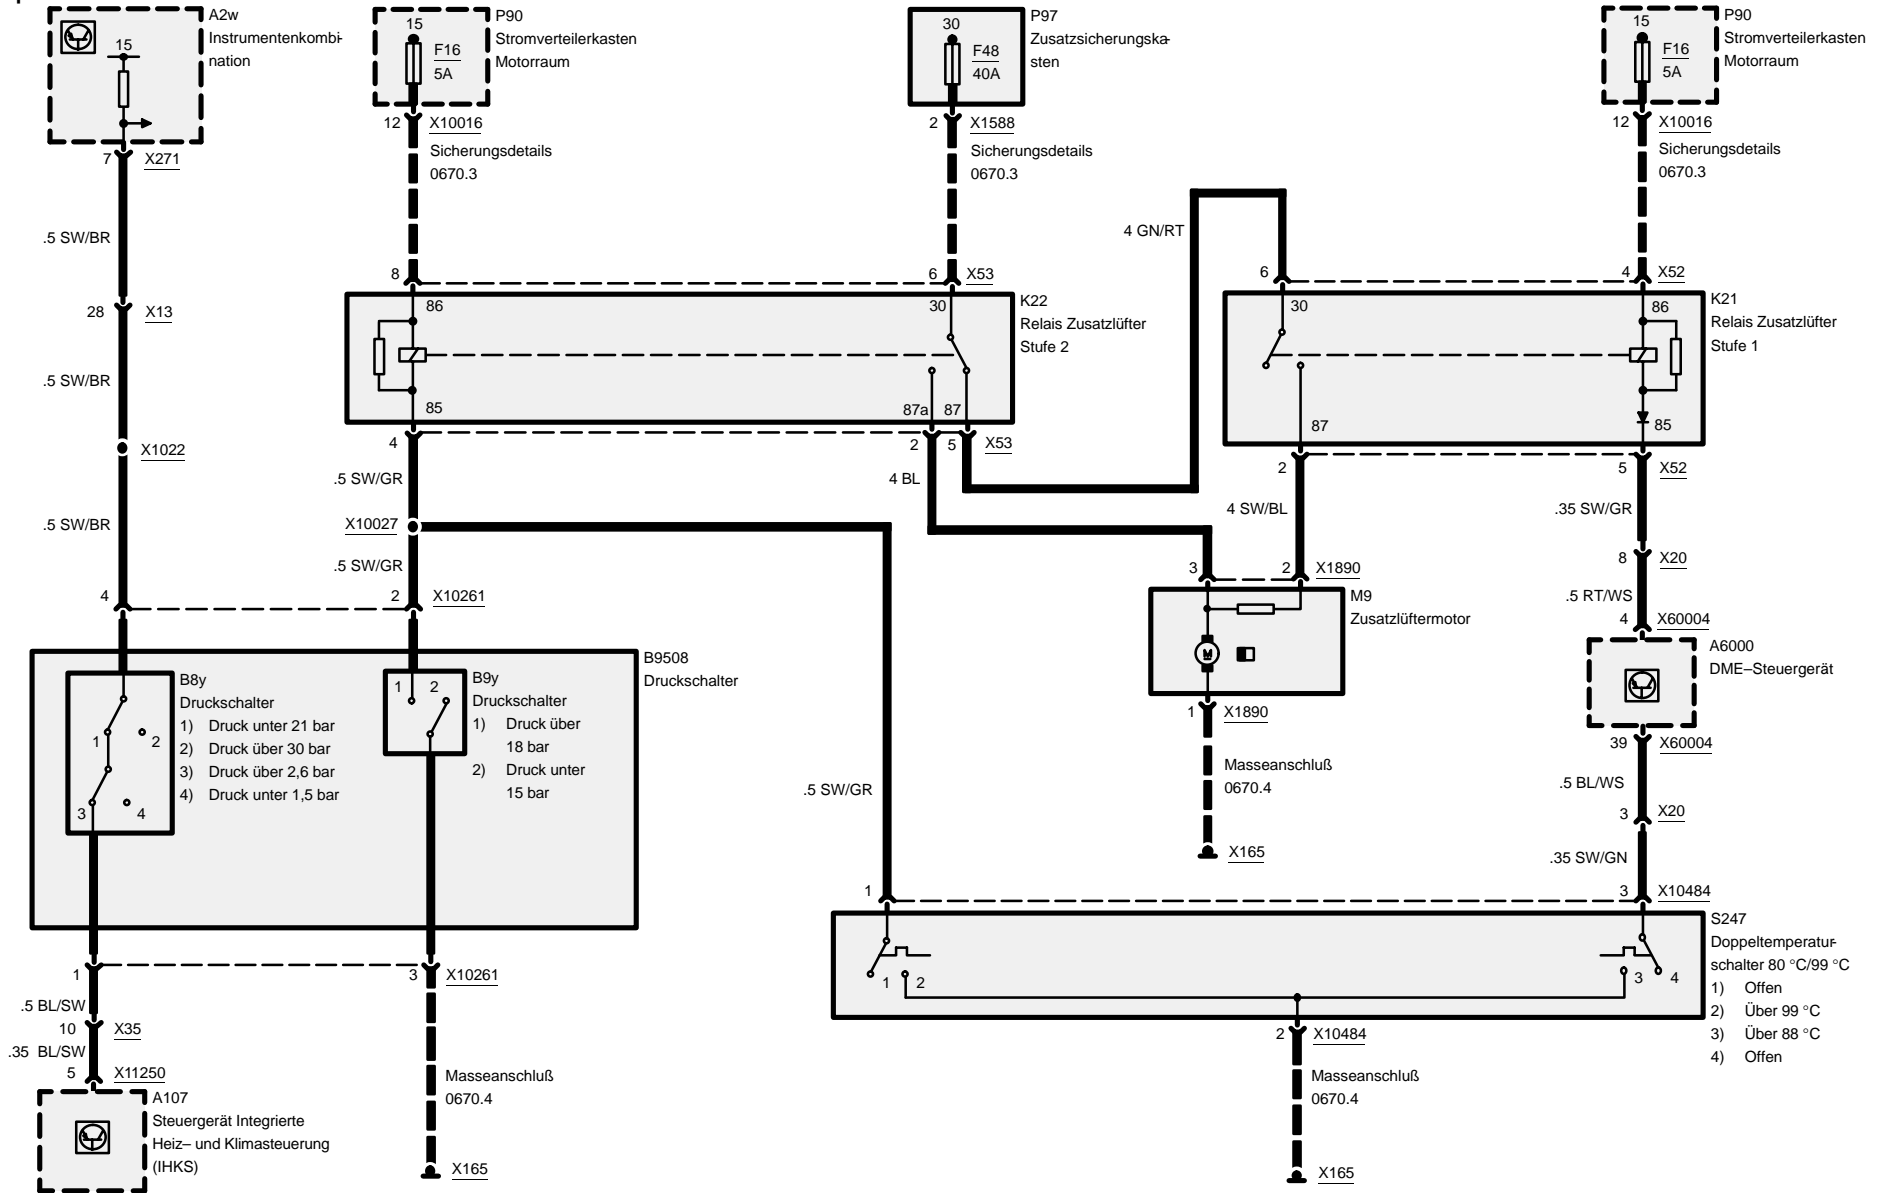 A2w
Instrumentenkombi-
nation
15
7 X271
.5 SW/BR
28 X13
.5 SW/BR
X1022
.5 SW/BR
4
P90
Stromverteilerkasten
Motorraum
15
F16
5A
12 X10016
Sicherungsdetails
0670.3
8
P97
Zusatzsicherungska-
sten
30
F48
40A
2 X1588
Sicherungsdetails
0670.3
6 X53
P90
Stromverteilerkasten
Motorraum
15
F16
5A
12 X10016
Sicherungsdetails
0670.3
4 GN/RT
6
4 X52
K22
Relais Zusatzlüfter
Stufe 2
86
30
85
87a 87
4
2 5 X53
K21
Relais Zusatzlüfter
Stufe 1
30
86
87
85
2
5 X52
.5 SW/GR
X10027
.5 SW/GR
2 X10261
4 BL
4 SW/BL
.35 SW/GR
8 X20
.5 RT/WS
4 X60004
3
2 X1890
M9
Zusatzlüftermotor
M
1 X1890
Masseanschluß
0670.4
X165
A6000
DME–Steuergerät
39 X60004
.5 BL/WS
3 X20
.35 SW/GN
3 X10484
B9508
Druckschalter
B8y
Druckschalter
1) Druck unter 21 bar
2) Druck über 30 bar
3) Druck über 2,6 bar
4) Druck unter 1,5 bar
1 2
3 4
B9y
Druckschalter
1) Druck über
18 bar
2) Druck unter
15 bar
1 2
.5 SW/GR
1
S247
Doppeltemperatur-
schalter 80 °C/99 °C
1) Offen
2) Über 99 °C
3) Über 88 °C
4) Offen
1 2
3 4
2 X10484
Masseanschluß
0670.4
X165
1
3 X10261
.5 BL/SW
10 X35
.35 BL/SW
5 X11250
A107
Steuergerät Integrierte
Heiz– und Klimasteuerung
(IHKS)
Masseanschluß
0670.4
X165